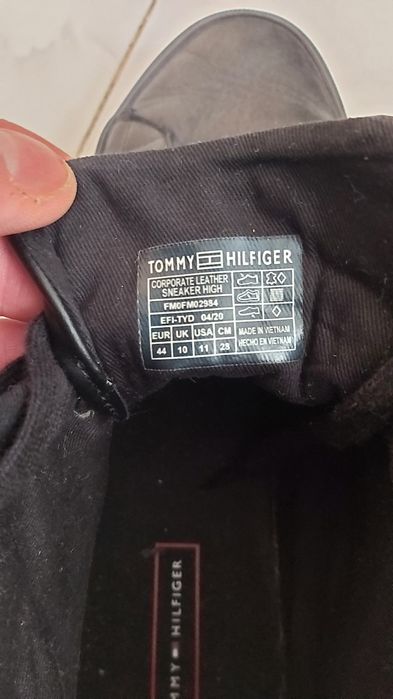 TOMMY HILFIGER
CORPORATE LEATHER
SNEAKER HIGH
FM0FM02984
EFI-TYD 04/20
EUR UK USA CM
44 10 11 28
MADE IN VIETNAM
HECHO EN VIETNAM
MMY HILFIGER